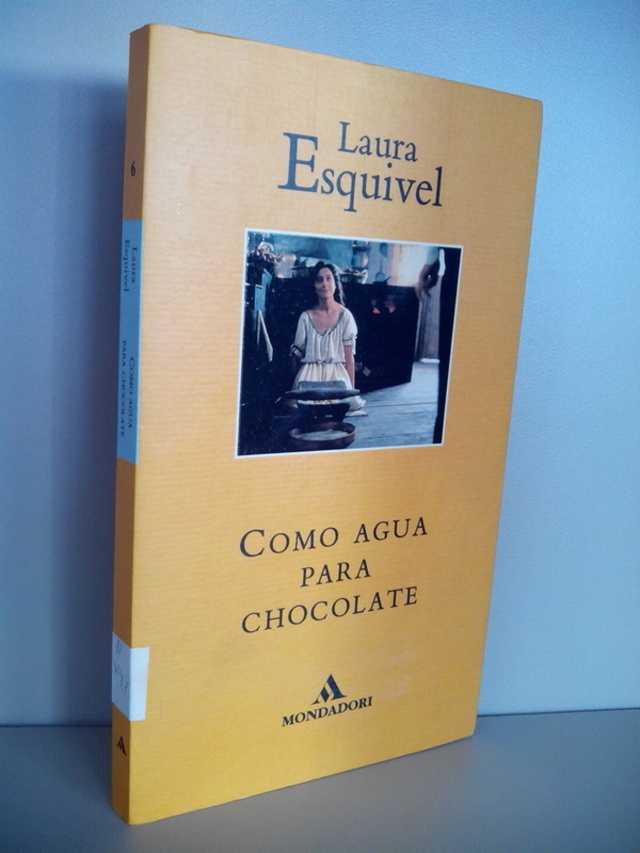 Laura
Esquivel
COMO AGUA
PARA
CHOCOLATE
MONDADORI
6
Laura
Esquivel
COMO AGUA
PARA CHOCOLATE